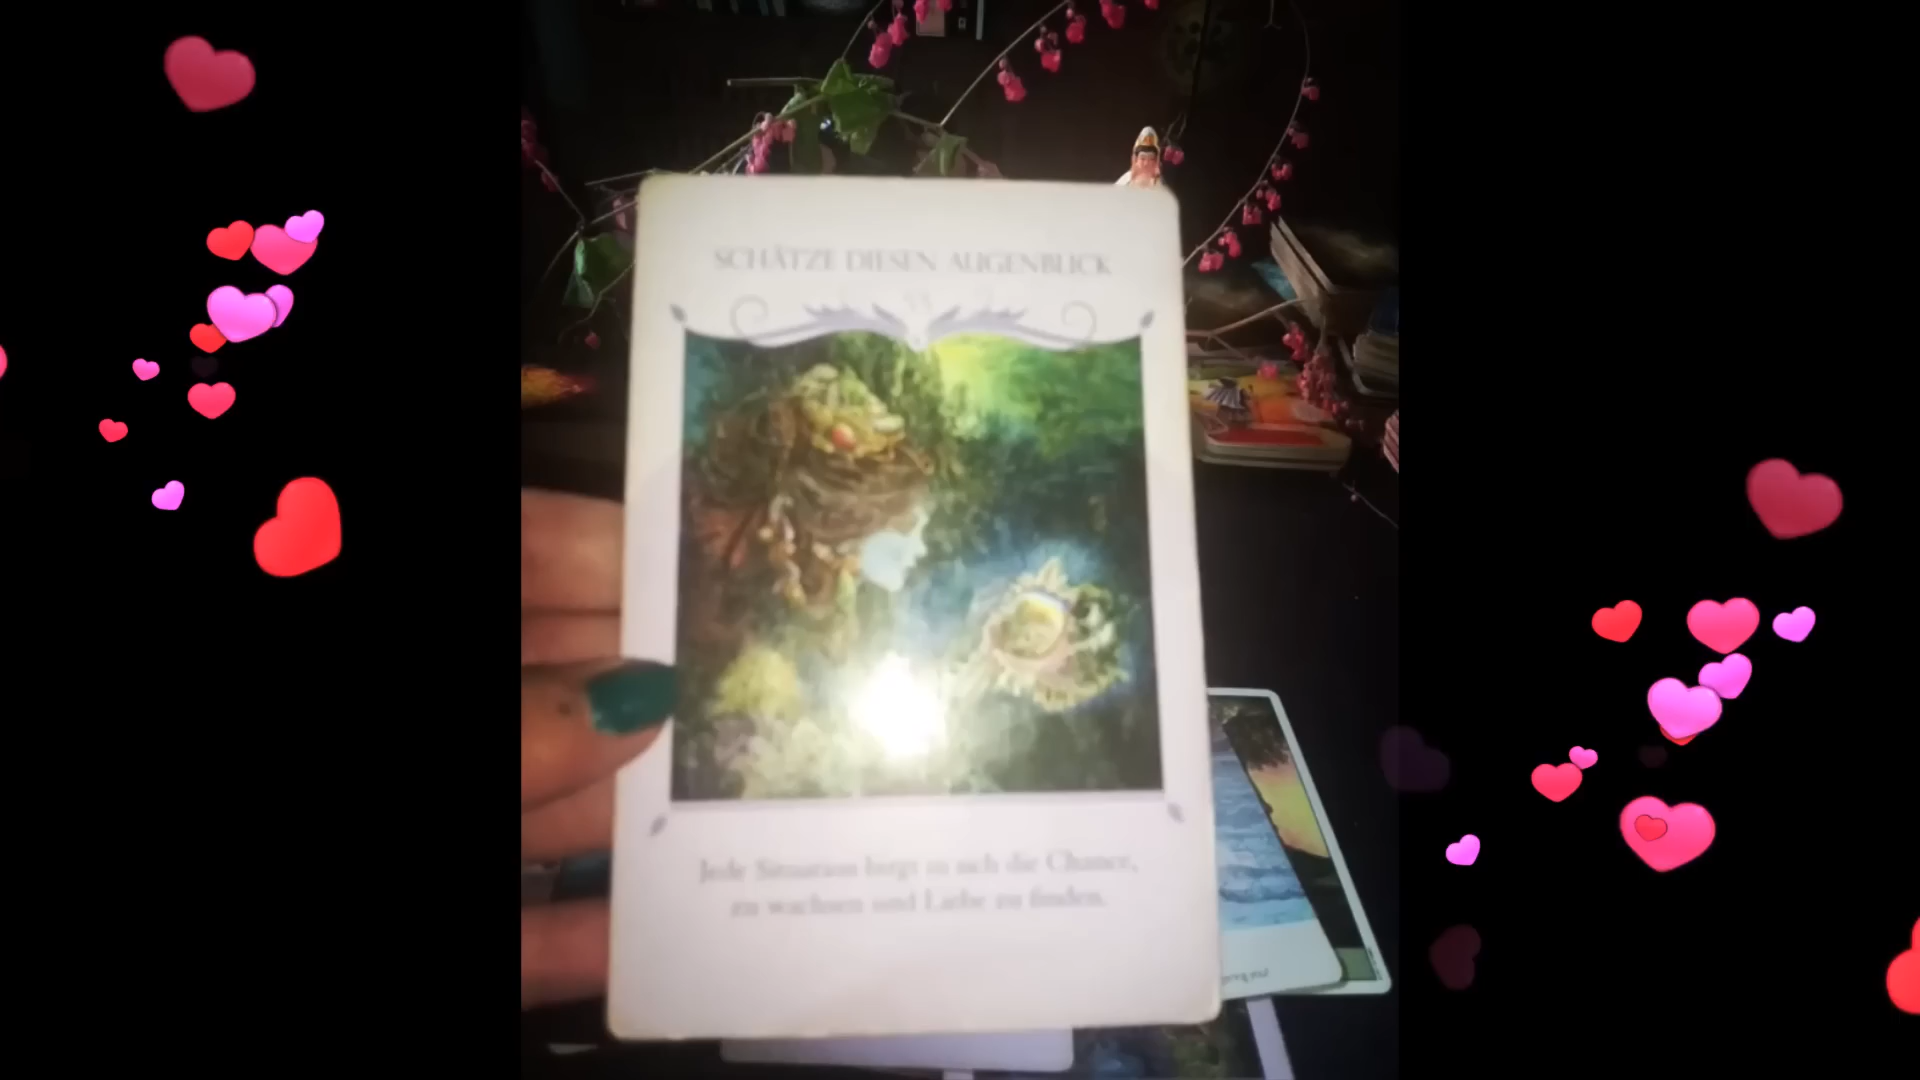 SCHÄTZE DIESEN AUGENBLICK
Jede Situation birgt in sich die Chance,
zu wachsen und Liebe zu finden.